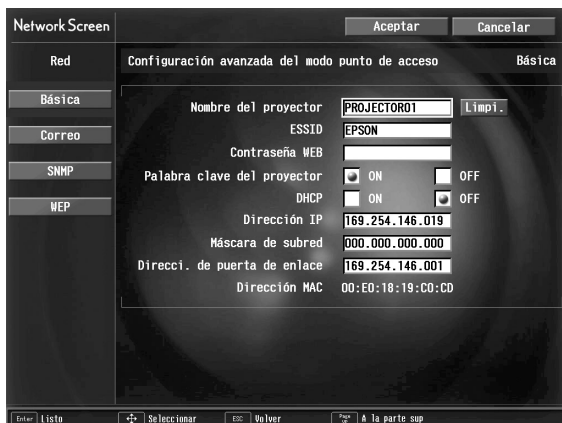 Network Screen
Aceptar
Cancelar
Red
Configuración avanzada del modo punto de acceso
Básica
Básica
Correo
SNMP
WEP
Nombre del proyector PROJECTOR01 Limpi.
ESSID EPSON
Contraseña WEB
Palabra clave del proyector ON OFF
DHCP ON OFF
Dirección IP 169.254.146.019
Máscara de subred 000.000.000.000
Direcci. de puerta de enlace 169.254.146.001
Dirección MAC 00:E0:18:19:C0:CD
Enter Listo Seleccionar ESC Volver Page up A la parte sup